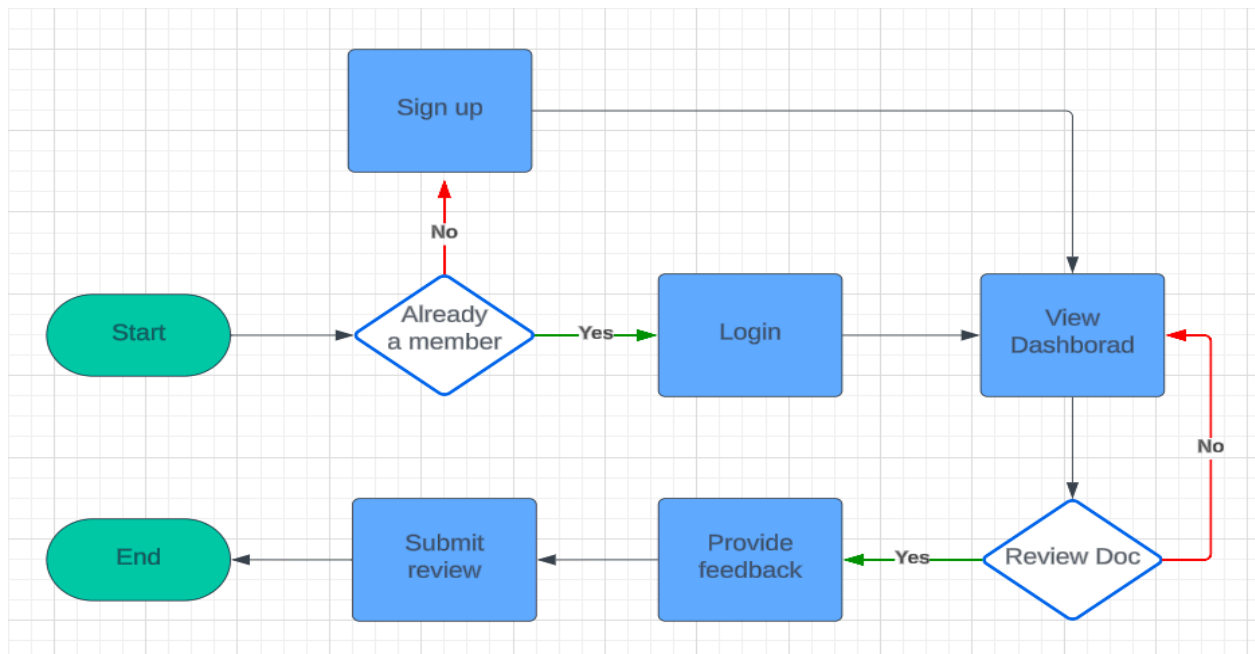 Sign up
No
Start
Already
a member
Yes
Login
View
Dashborad
No
End
Submit
review
Provide
feedback
Yes
Review Doc